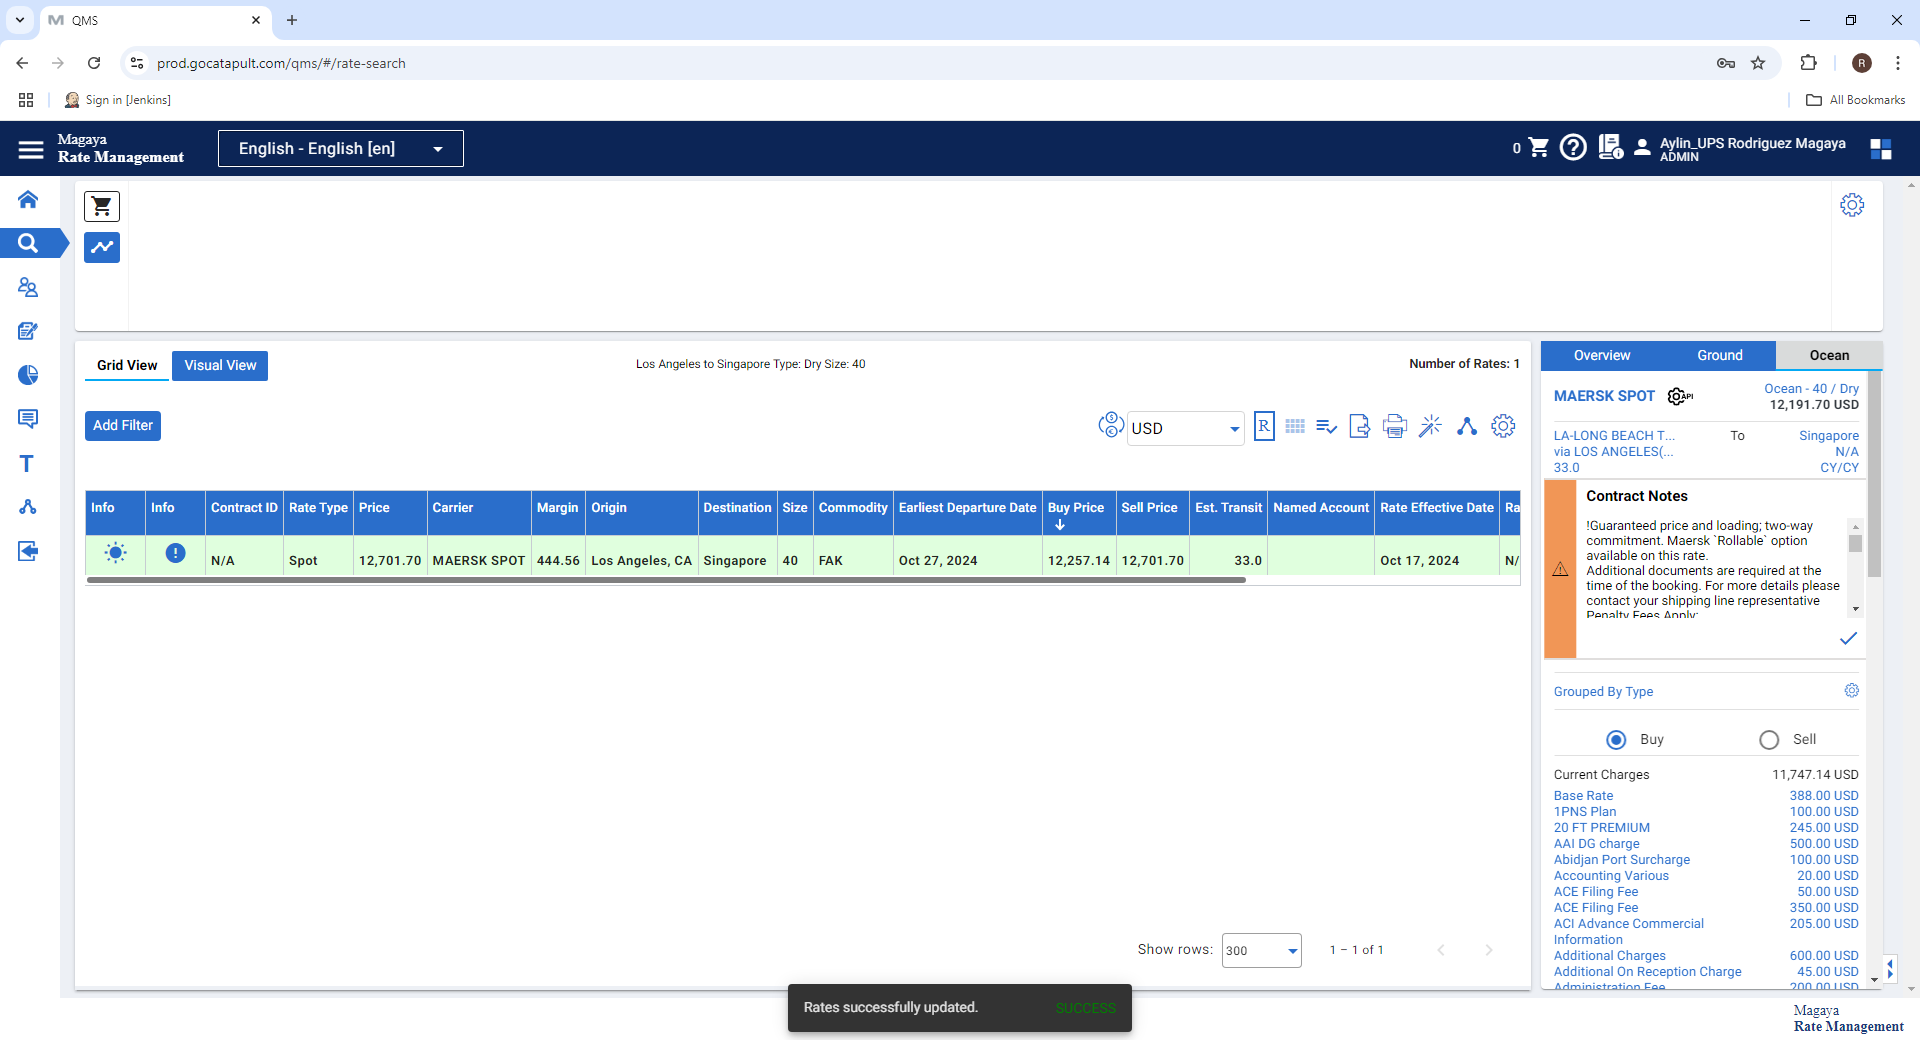 QMS
prod.gocatapult.com/qms/#/rate-search
R
Sign in [Jenkins]
All Bookmarks
Magaya
Rate Management
English - English [en]
0
Aylin_UPS Rodriguez Magaya
ADMIN
Grid View
Visual View
Los Angeles to Singapore Type: Dry Size: 40
Number of Rates: 1
Add Filter
USD
R
Info Info Contract ID Rate Type Price Carrier Margin Origin Destination Size Commodity Earliest Departure Date Buy Price Sell Price Est. Transit Named Account Rate Effective Date Ra
N/A Spot 12,701.70 MAERSK SPOT 444.56 Los Angeles, CA Singapore 40 FAK Oct 27, 2024 12,257.14 12,701.70 33.0 Oct 17, 2024 N/
Show rows: 300 1 – 1 of 1
Overview Ground Ocean
MAERSK SPOT API Ocean - 40 / Dry
12,191.70 USD
LA-LONG BEACH T... To Singapore
via LOS ANGELES(... N/A
33.0 CY/CY
Contract Notes
!Guaranteed price and loading; two-way
commitment. Maersk `Rollable` option
available on this rate.
Additional documents are required at the
time of the booking. For more details please
contact your shipping line representative
Penalty Fees Apply:
Grouped By Type
Buy Sell
Current Charges 11,747.14 USD
Base Rate 388.00 USD
1PNS Plan 100.00 USD
20 FT PREMIUM 245.00 USD
AAI DG charge 500.00 USD
Abidjan Port Surcharge 100.00 USD
Accounting Various 20.00 USD
ACE Filing Fee 50.00 USD
ACE Filing Fee 350.00 USD
ACI Advance Commercial 205.00 USD
Information
Additional Charges 600.00 USD
Additional On Reception Charge 45.00 USD
Administration Fee 200.00 USD
Rates successfully updated. SUCCESS
Magaya
Rate Management